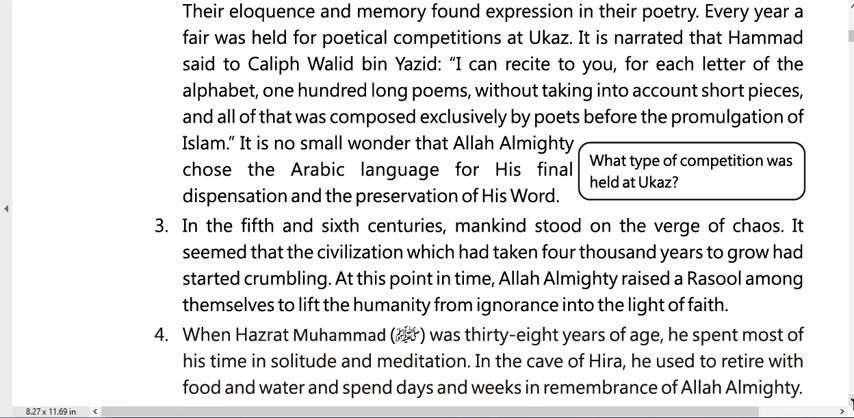 Their eloquence and memory found expression in their poetry. Every year a
fair was held for poetical competitions at Ukaz. It is narrated that Hammad
said to Caliph Walid bin Yazid: “I can recite to you, for each letter of the
alphabet, one hundred long poems, without taking into account short pieces,
and all of that was composed exclusively by poets before the promulgation of
Islam.” It is no small wonder that Allah Almighty
chose the Arabic language for His final
dispensation and the preservation of His Word.
What type of competition was
held at Ukaz?
3. In the fifth and sixth centuries, mankind stood on the verge of chaos. It
seemed that the civilization which had taken four thousand years to grow had
started crumbling. At this point in time, Allah Almighty raised a Rasool among
themselves to lift the humanity from ignorance into the light of faith.
4. When Hazrat Muhammad (ﷺ) was thirty-eight years of age, he spent most of
his time in solitude and meditation. In the cave of Hira, he used to retire with
food and water and spend days and weeks in remembrance of Allah Almighty.
8.27 x 11.69 in